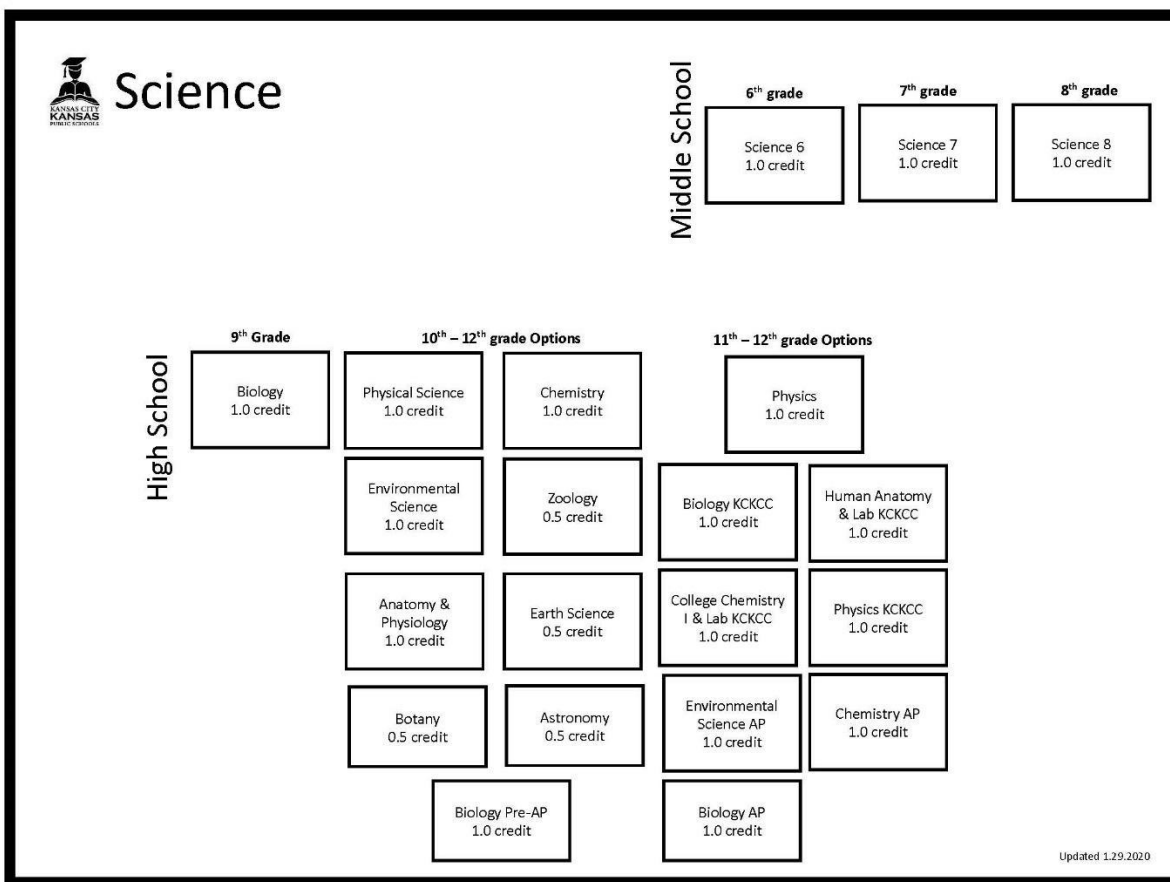 KANSAS CITY
KANSAS
PUBLIC SCHOOLS
Science
Middle School
6th grade
7th grade
8th grade
Science 6
1.0 credit
Science 7
1.0 credit
Science 8
1.0 credit
High School
9th Grade
10th – 12th grade Options
11th – 12th grade Options
Biology
1.0 credit
Physical Science
1.0 credit
Chemistry
1.0 credit
Physics
1.0 credit
Environmental
Science
1.0 credit
Zoology
0.5 credit
Biology KCKCC
1.0 credit
Human Anatomy
& Lab KCKCC
1.0 credit
Anatomy &
Physiology
1.0 credit
Earth Science
0.5 credit
College Chemistry
I & Lab KCKCC
1.0 credit
Physics KCKCC
1.0 credit
Botany
0.5 credit
Astronomy
0.5 credit
Environmental
Science AP
1.0 credit
Chemistry AP
1.0 credit
Biology Pre-AP
1.0 credit
Biology AP
1.0 credit
Updated 1.29.2020